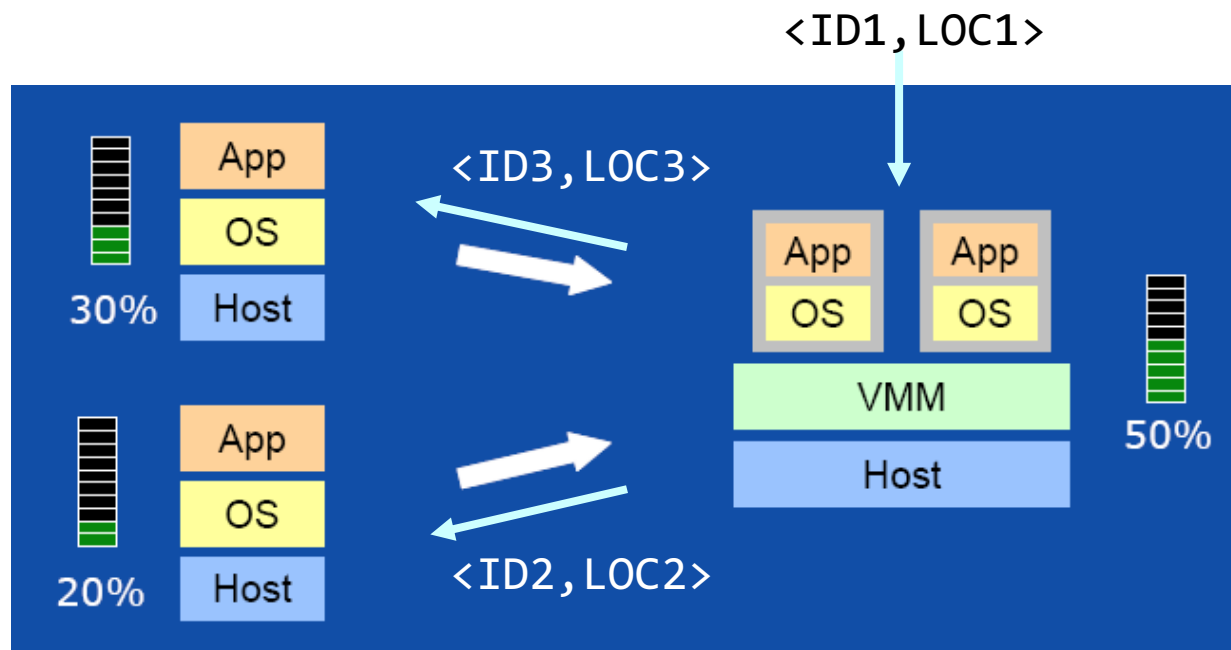 <ID1,LOC1>
App
OS
Host
30%
<ID3,LOC3>
App
OS
Host
20%
<ID2,LOC2>
App
OS
App
OS
VMM
Host
50%